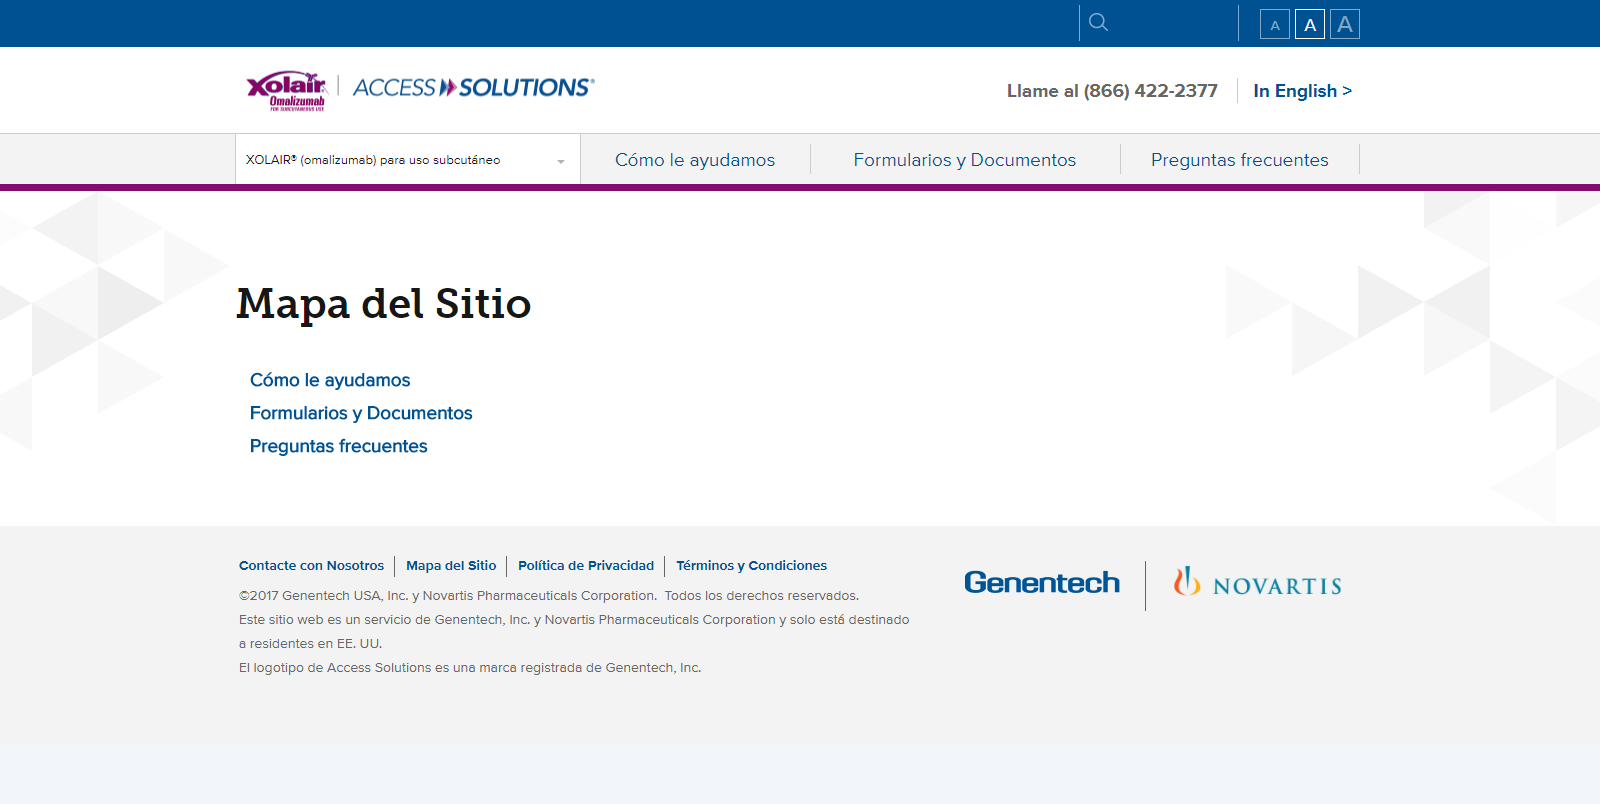 A A A
Xolair
Omalizumab
FOR SUBCUTANEOUS USE
ACCESS SOLUTIONS®
Llame al (866) 422-2377
In English >
XOLAIR® (omalizumab) para uso subcutáneo
Cómo le ayudamos
Formularios y Documentos
Preguntas frecuentes
Mapa del Sitio
Cómo le ayudamos
Formularios y Documentos
Preguntas frecuentes
Contacte con Nosotros
Mapa del Sitio
Política de Privacidad
Términos y Condiciones
©2017 Genentech USA, Inc. y Novartis Pharmaceuticals Corporation. Todos los derechos reservados.
Este sitio web es un servicio de Genentech, Inc. y Novartis Pharmaceuticals Corporation y solo está destinado
a residentes en EE. UU.
El logotipo de Access Solutions es una marca registrada de Genentech, Inc.
Genentech
NOVARTIS